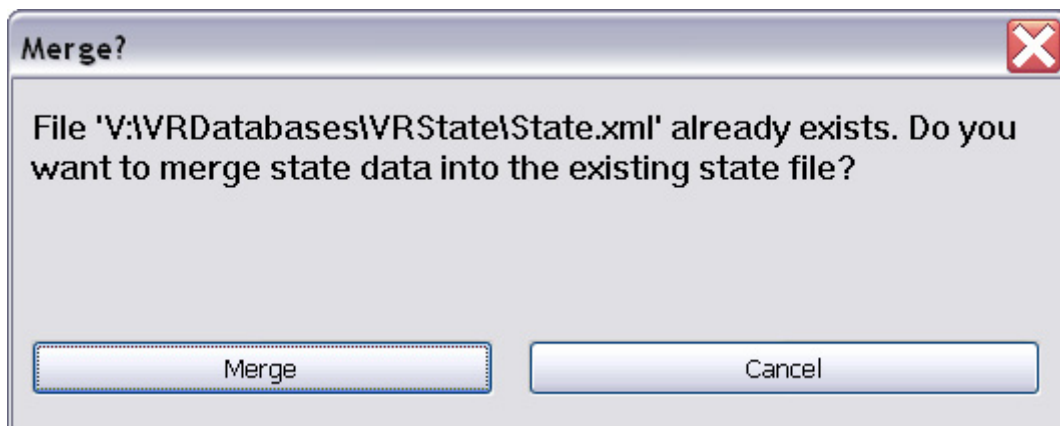 Merge?
File 'V:\VRDatabases\VRState\State.xml' already exists. Do you
want to merge state data into the existing state file?
Merge
Cancel